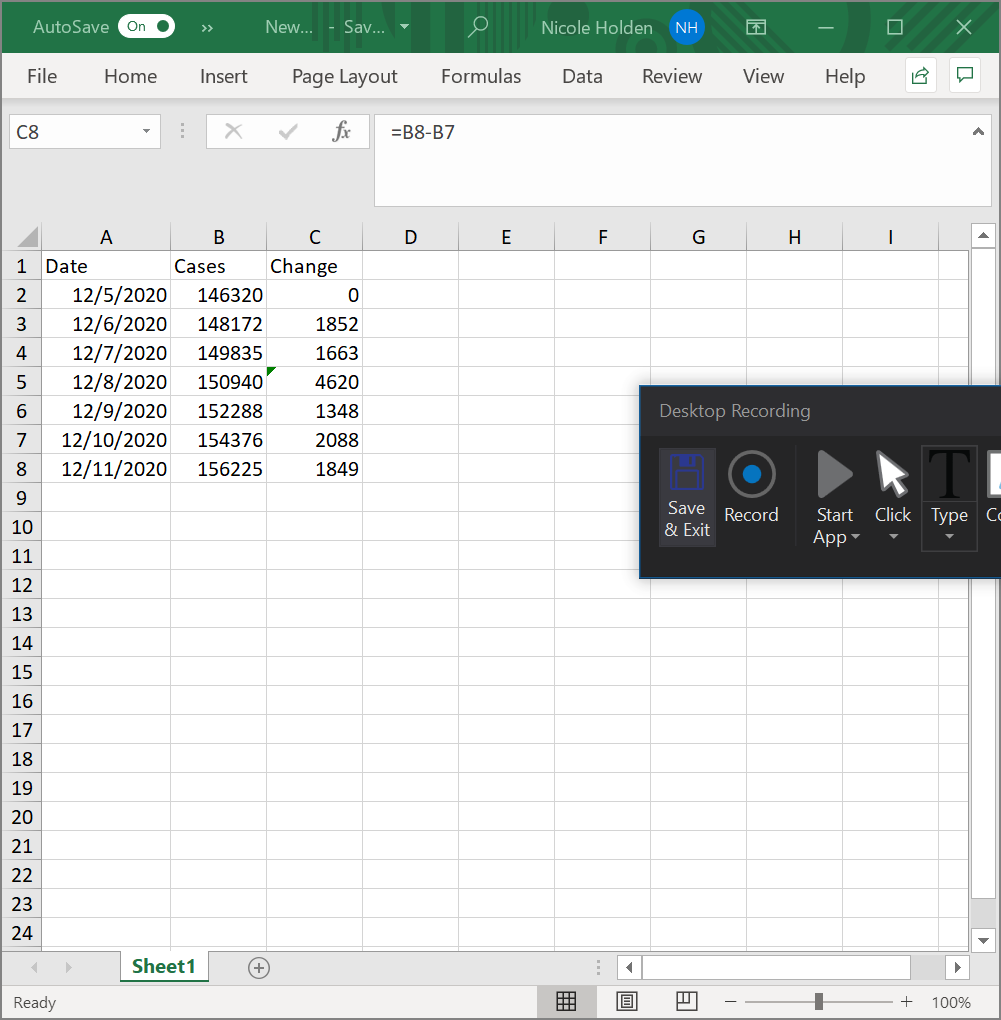 AutoSave On » New... - Sav... Nicole Holden NH
File Home Insert Page Layout Formulas Data Review View Help
C8 fx =B8-B7
A B C D E F G H I
1 Date Cases Change
2 12/5/2020 146320 0
3 12/6/2020 148172 1852
4 12/7/2020 149835 1663
5 12/8/2020 150940 4620
6 12/9/2020 152288 1348
7 12/10/2020 154376 2088
8 12/11/2020 156225 1849
9
10
11
12
13
14
15
16
17
18
19
20
21
22
23
24
Desktop Recording
Save
& Exit
Record
Start
App
Click
T
Type
Sheet1
Ready 100%